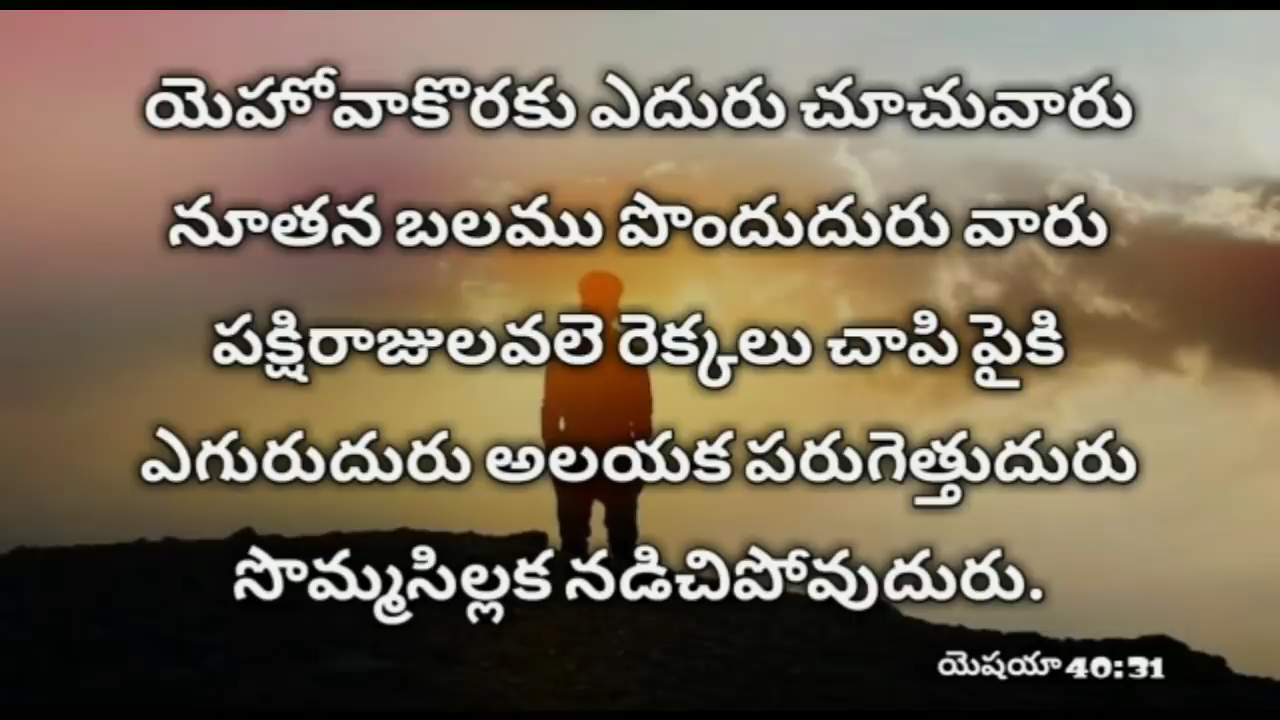 యెహోవాకొరకు ఎదురు చూచువారు
నూతన బలము పొందుదురు వారు
పక్షిరాజులవలె రెక్కలు చాపి పైకి
ఎగురుదురు అలయక పరుగెత్తుదురు
సొమ్మసిల్లక నడిచిపోవుదురు.
యెషయా 40:31